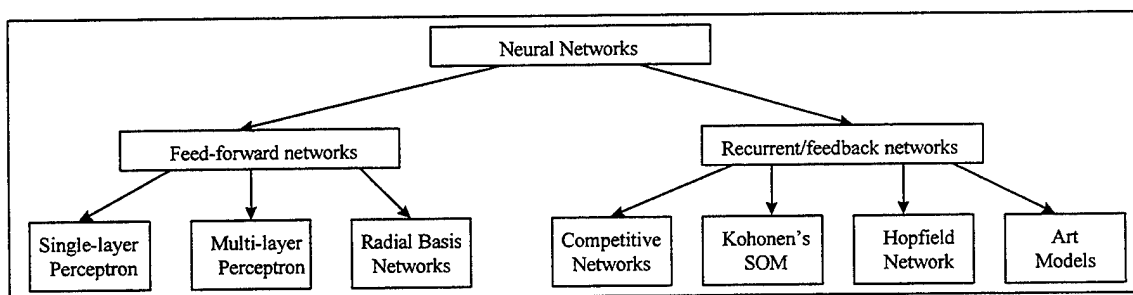 Neural Networks
Feed-forward networks
Recurrent/feedback networks
Single-layer
Perceptron
Multi-layer
Perceptron
Radial Basis
Networks
Competitive
Networks
Kohonen's
SOM
Hopfield
Network
Art
Models